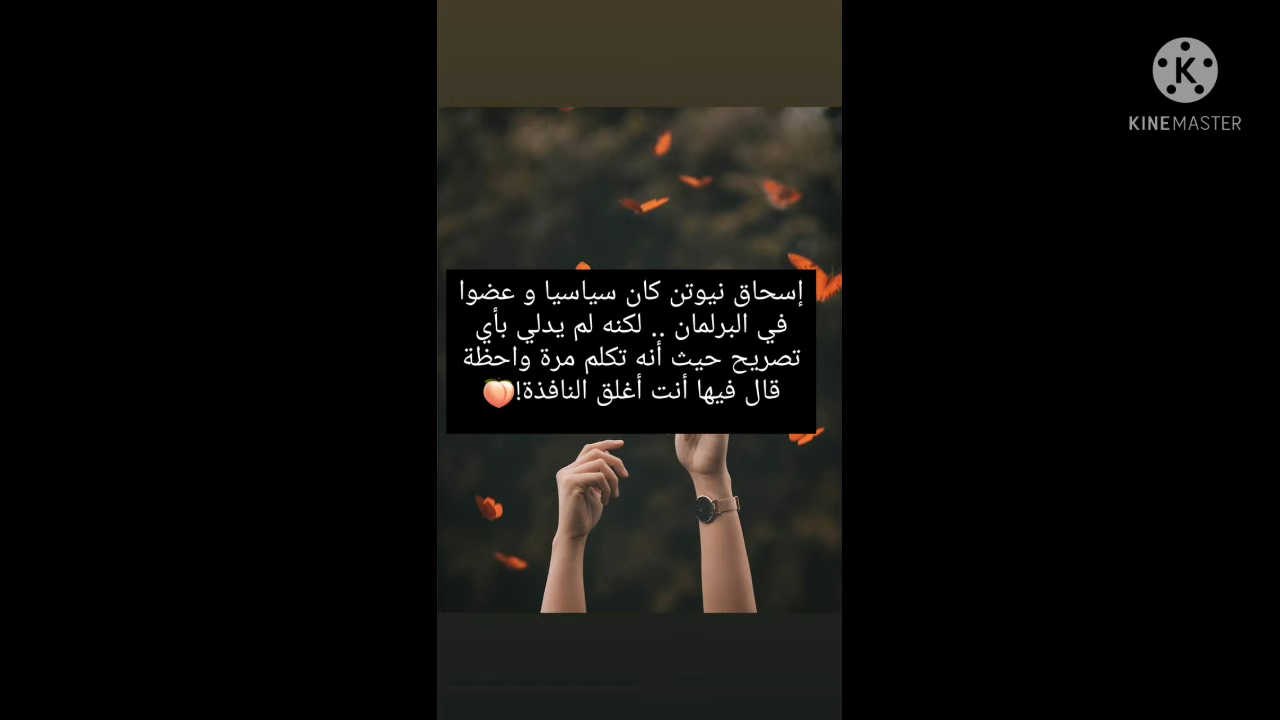 إسحاق نيوتن كان سياسيا و عضوا
في البرلمان .. لكنه لم يدلي بأي
تصريح حيث أنه تكلم مرة واحظة
قال فيها أنت أغلق النافذة!🍑
K
KINEMASTER